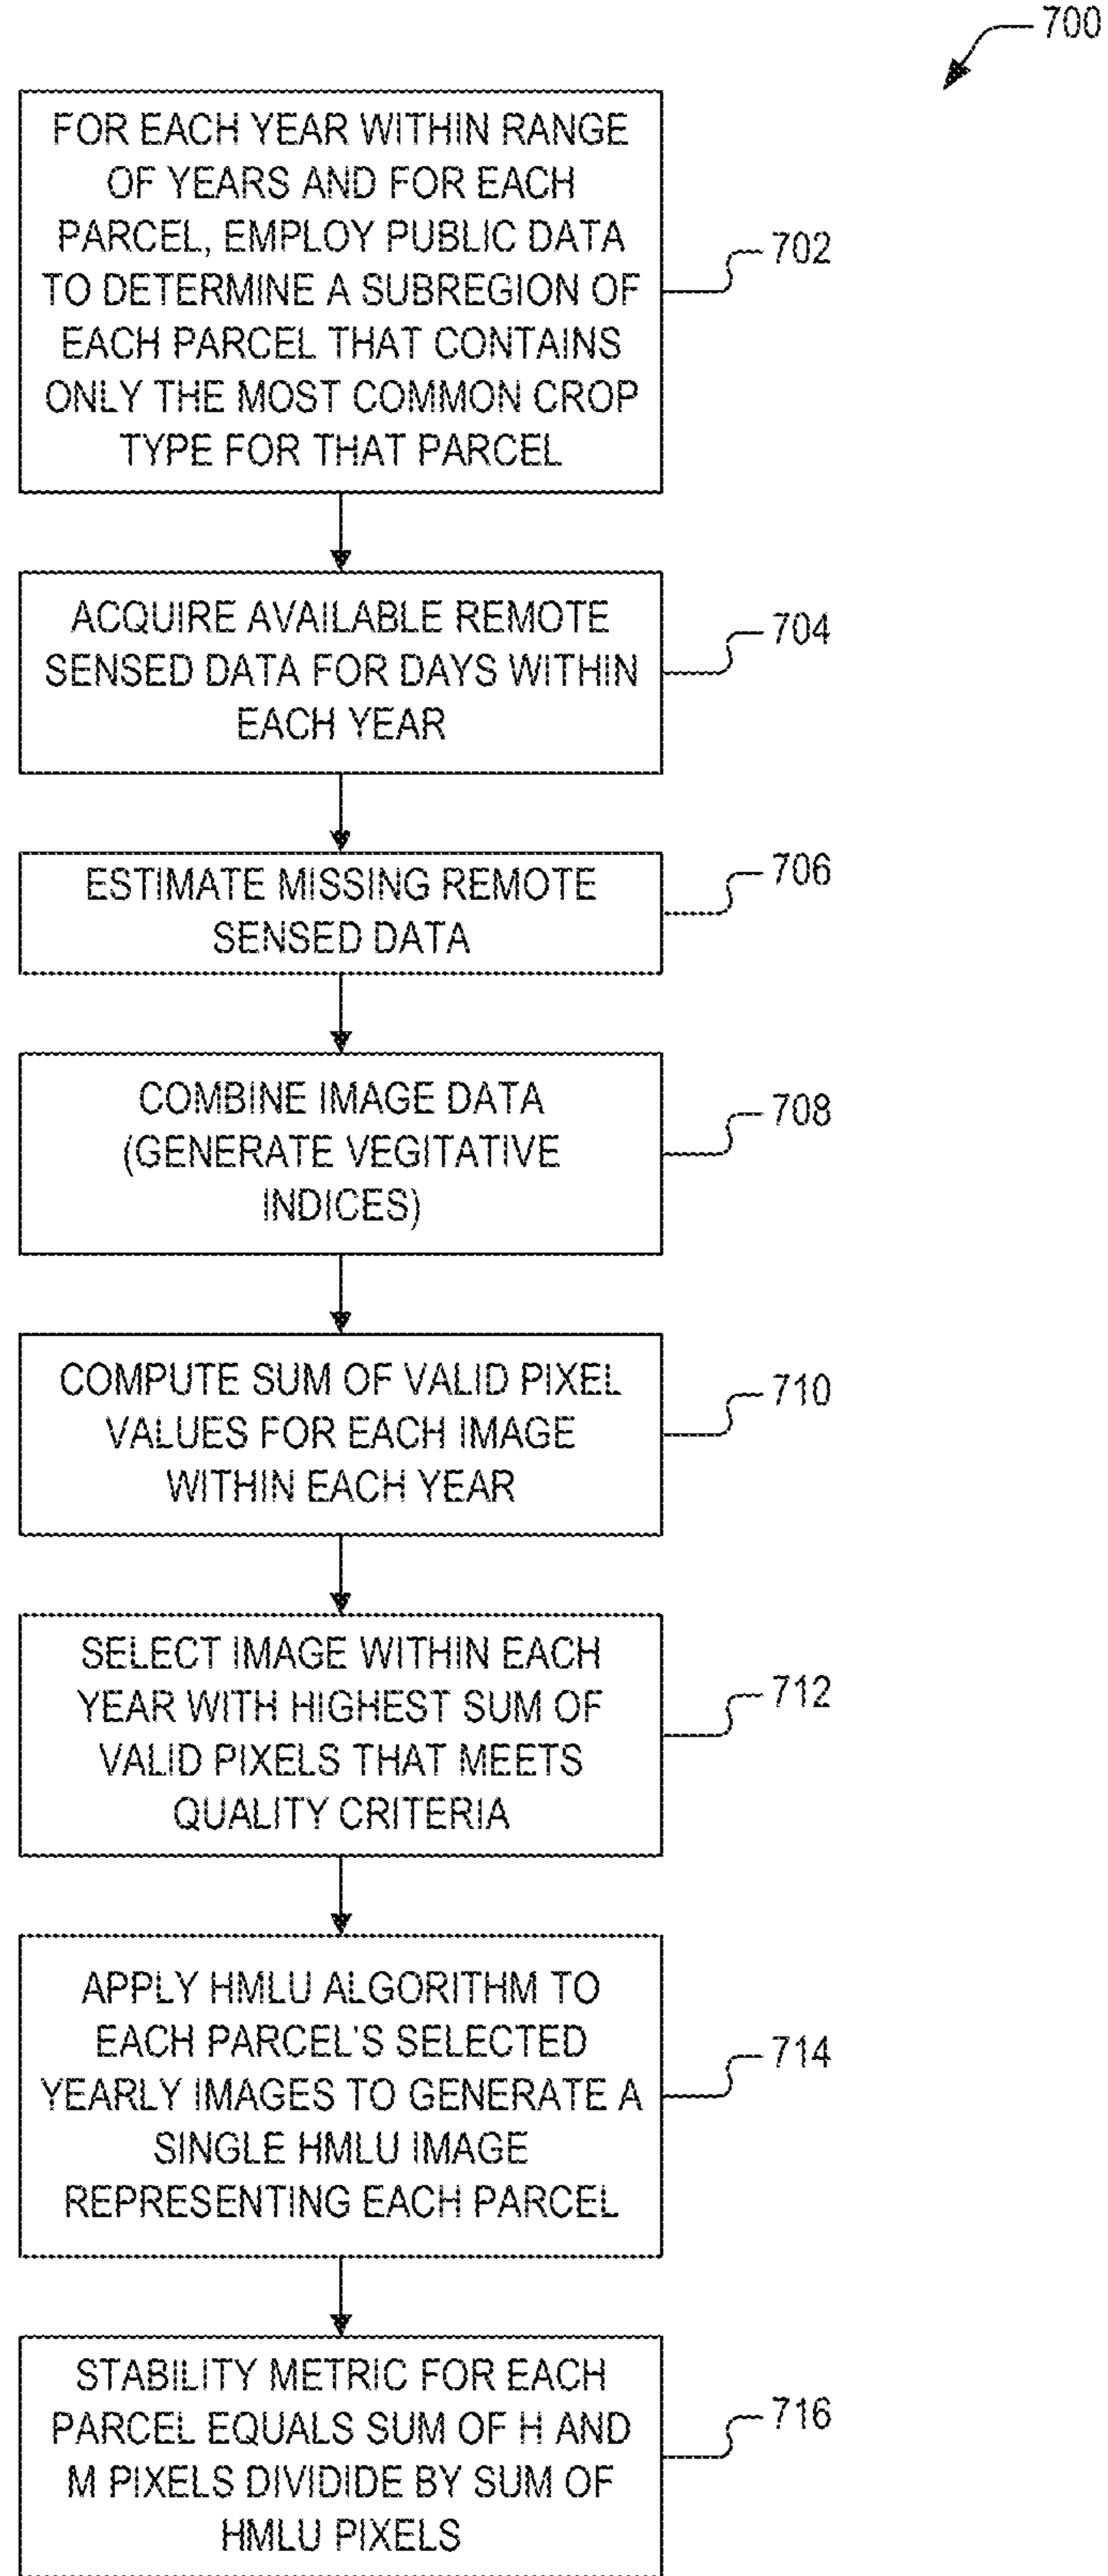 700
FOR EACH YEAR WITHIN RANGE
OF YEARS AND FOR EACH
PARCEL, EMPLOY PUBLIC DATA
TO DETERMINE A SUBREGION OF
EACH PARCEL THAT CONTAINS
ONLY THE MOST COMMON CROP
TYPE FOR THAT PARCEL
702
ACQUIRE AVAILABLE REMOTE
SENSED DATA FOR DAYS WITHIN
EACH YEAR
704
ESTIMATE MISSING REMOTE
SENSED DATA
706
COMBINE IMAGE DATA
(GENERATE VEGITATIVE
INDICES)
708
COMPUTE SUM OF VALID PIXEL
VALUES FOR EACH IMAGE
WITHIN EACH YEAR
710
SELECT IMAGE WITHIN EACH
YEAR WITH HIGHEST SUM OF
VALID PIXELS THAT MEETS
QUALITY CRITERIA
712
APPLY HMLU ALGORITHM TO
EACH PARCEL'S SELECTED
YEARLY IMAGES TO GENERATE A
SINGLE HMLU IMAGE
REPRESENTING EACH PARCEL
714
STABILITY METRIC FOR EACH
PARCEL EQUALS SUM OF H AND
M PIXELS DIVIDIDE BY SUM OF
HMLU PIXELS
716